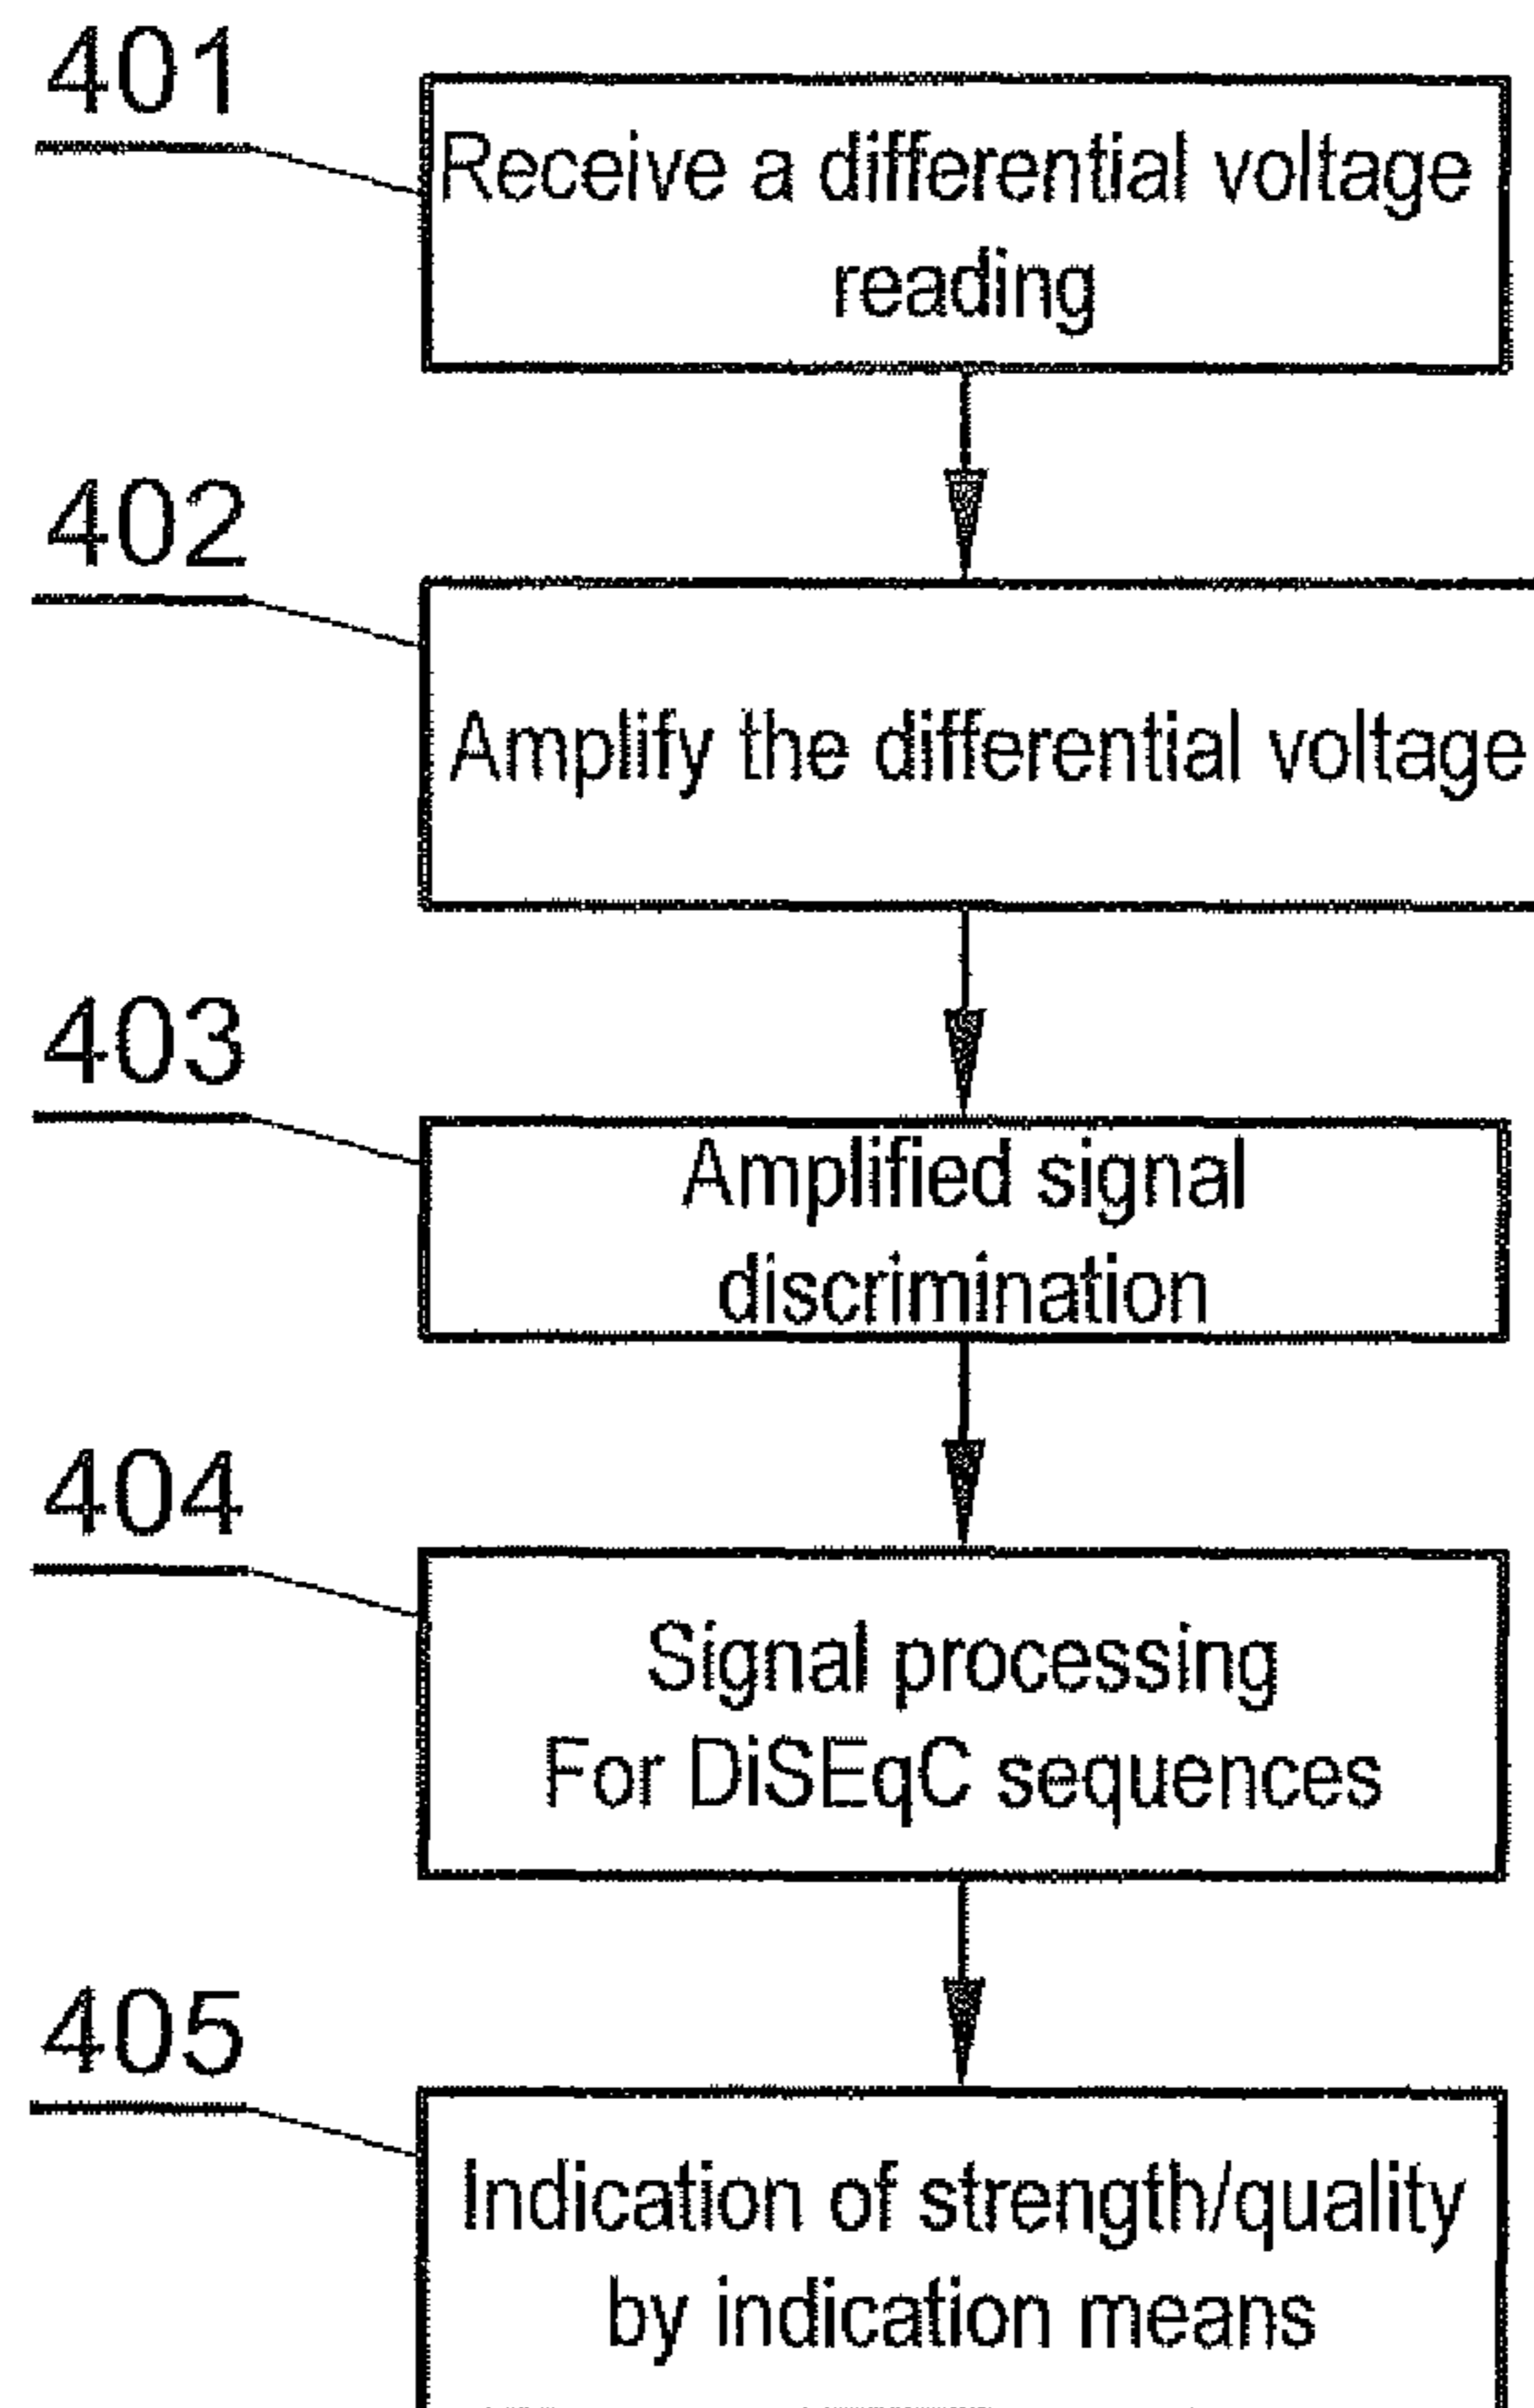 401
Receive a differential voltage
reading
402
Amplify the differential voltage
403
Amplified signal
discrimination
404
Signal processing
For DiSEqC sequences
405
Indication of strength/quality
by indication means